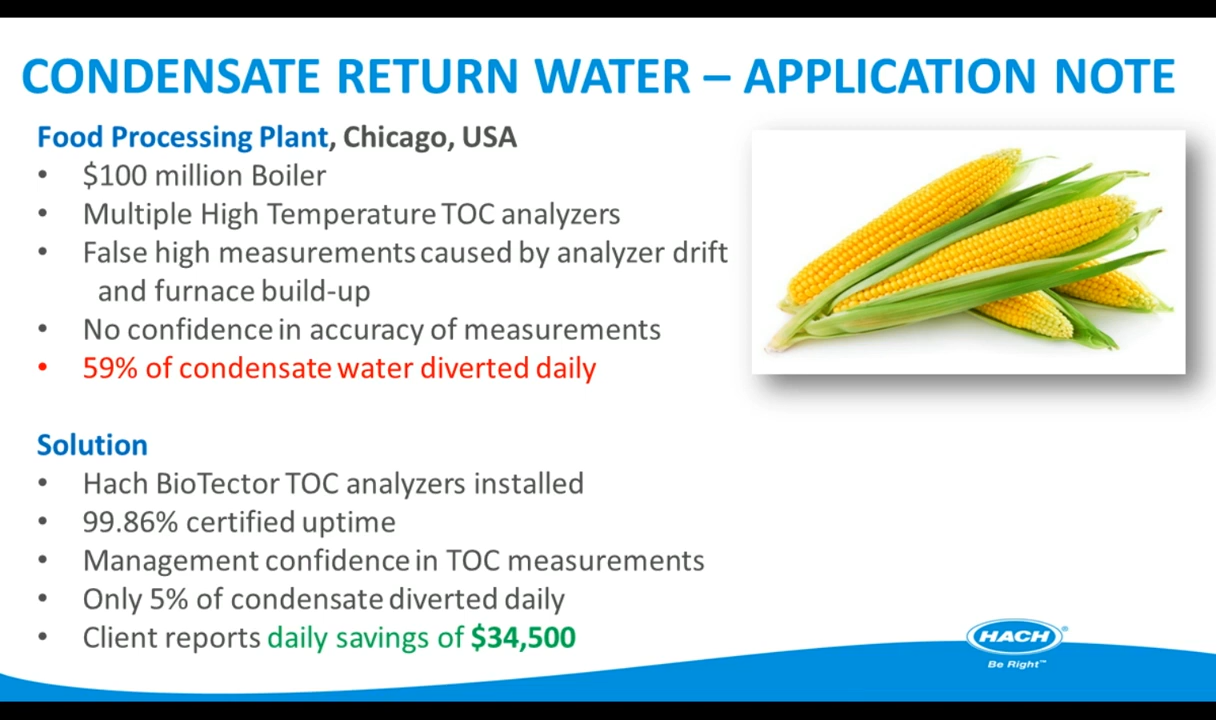 CONDENSATE RETURN WATER – APPLICATION NOTE
Food Processing Plant, Chicago, USA
• $100 million Boiler
• Multiple High Temperature TOC analyzers
• False high measurements caused by analyzer drift
and furnace build-up
• No confidence in accuracy of measurements
• 59% of condensate water diverted daily
Solution
• Hach BioTector TOC analyzers installed
• 99.86% certified uptime
• Management confidence in TOC measurements
• Only 5% of condensate diverted daily
• Client reports daily savings of $34,500
HACH®
Be Right™